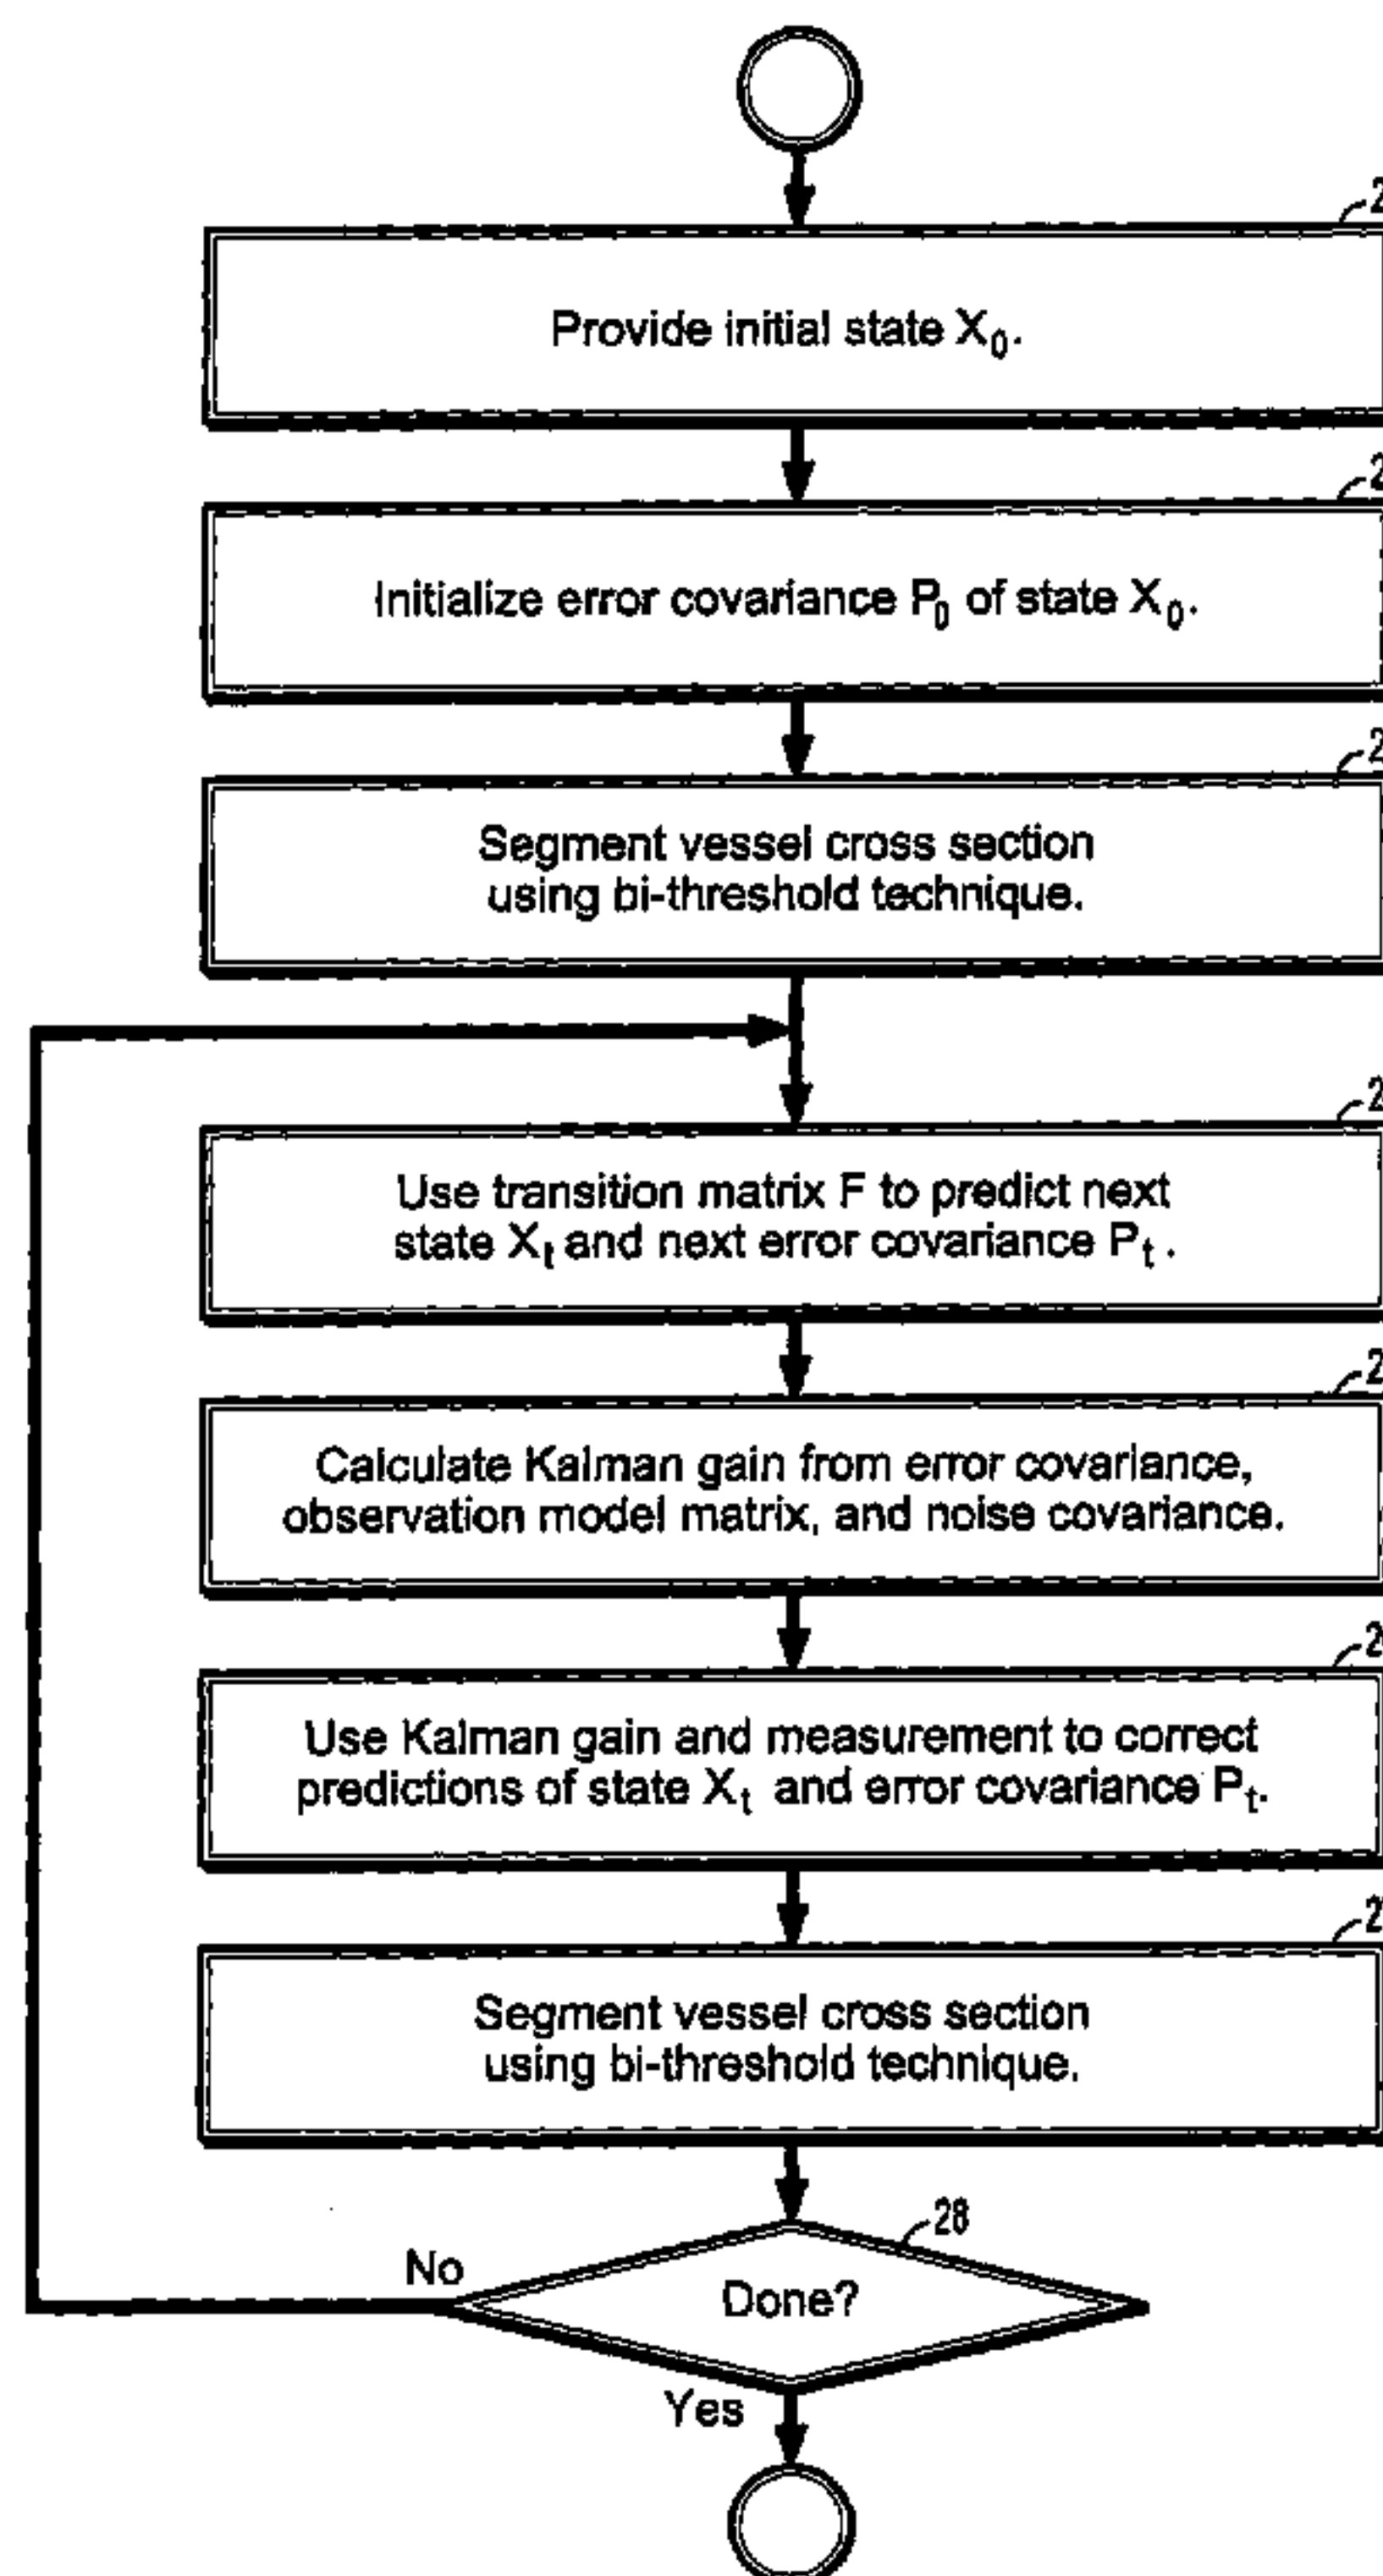 Provide initial state X₀.
Initialize error covariance P₀ of state X₀.
Segment vessel cross section
using bi-threshold technique.
Use transition matrix F to predict next
state Xₜ and next error covariance Pₜ.
Calculate Kalman gain from error covariance,
observation model matrix, and noise covariance.
Use Kalman gain and measurement to correct
predictions of state Xₜ and error covariance Pₜ.
Segment vessel cross section
using bi-threshold technique.
28
No
Done?
Yes